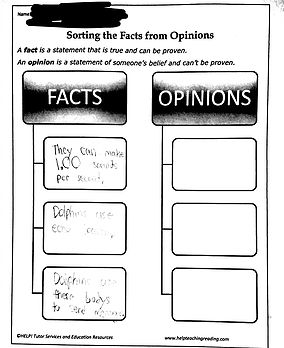 Name
Sorting the Facts from Opinions
A fact is a statement that is true and can be proven.
An opinion is a statement of someone's belief and can't be proven.
FACTS
OPINIONS
They can make
1,00
per second.
Dolphins use
echo
Dolphins use
there bodys
to send
©HELP! Tutor Services and Education Resources
www.helpteachingreading.com